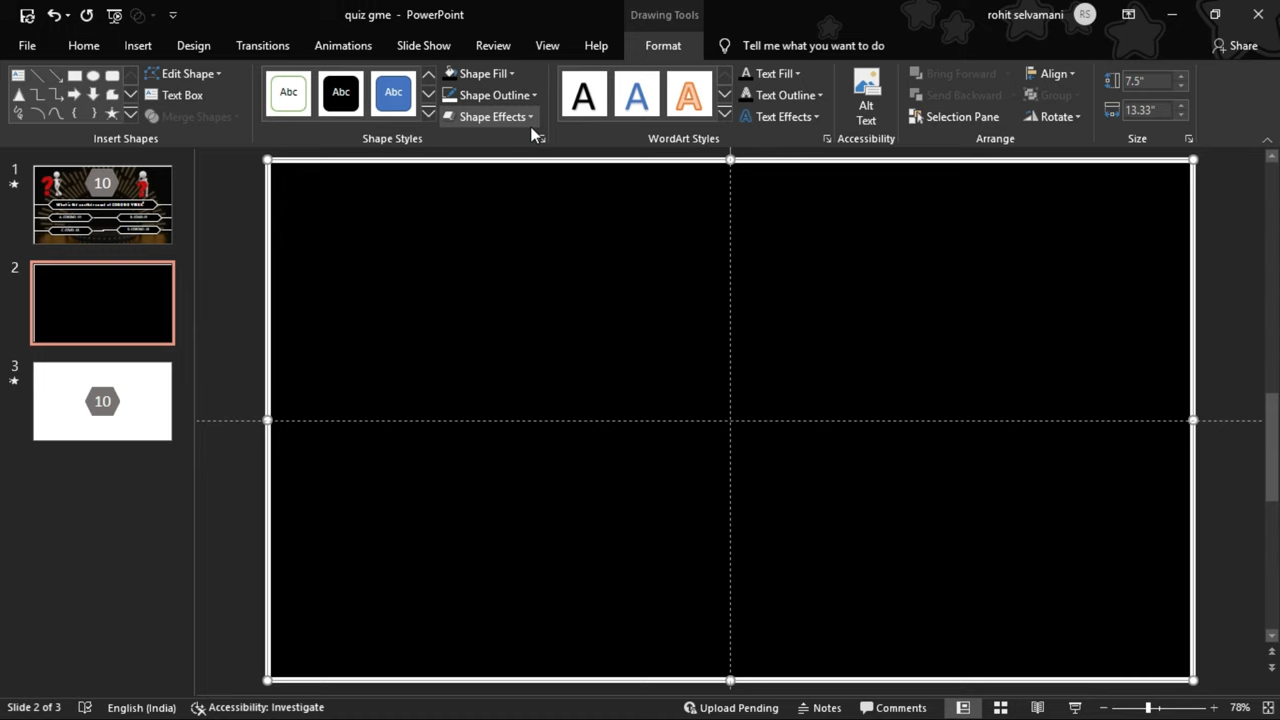 quiz gme - PowerPoint
Drawing Tools
rohit selvamani
RS
File
Home
Insert
Design
Transitions
Animations
Slide Show
Review
View
Help
Format
Tell me what you want to do
Share
Edit Shape
Text Box
Merge Shapes
Insert Shapes
Abc
Abc
Abc
Shape Fill
Shape Outline
Shape Effects
Shape Styles
A
A
A
Text Fill
Text Outline
Text Effects
WordArt Styles
Alt
Text
Accessibility
Bring Forward
Send Backward
Selection Pane
Align
Group
Rotate
Arrange
7.5"
13.33"
Size
1
10
2
3
10
Slide 2 of 3
English (India)
Accessibility: Investigate
Upload Pending
Notes
Comments
78%